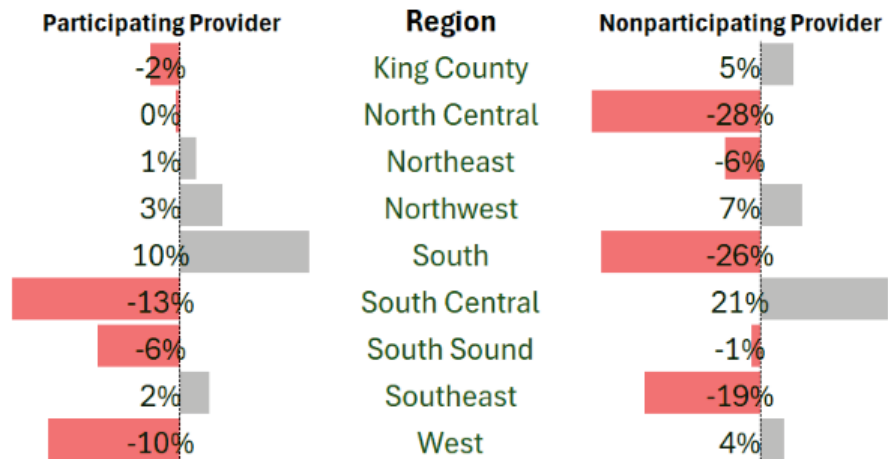 Participating Provider Region Nonparticipating Provider
-2% King County 5%
0% North Central -28%
1% Northeast -6%
3% Northwest 7%
10% South -26%
-13% South Central 21%
-6% South Sound -1%
2% Southeast -19%
-10% West 4%